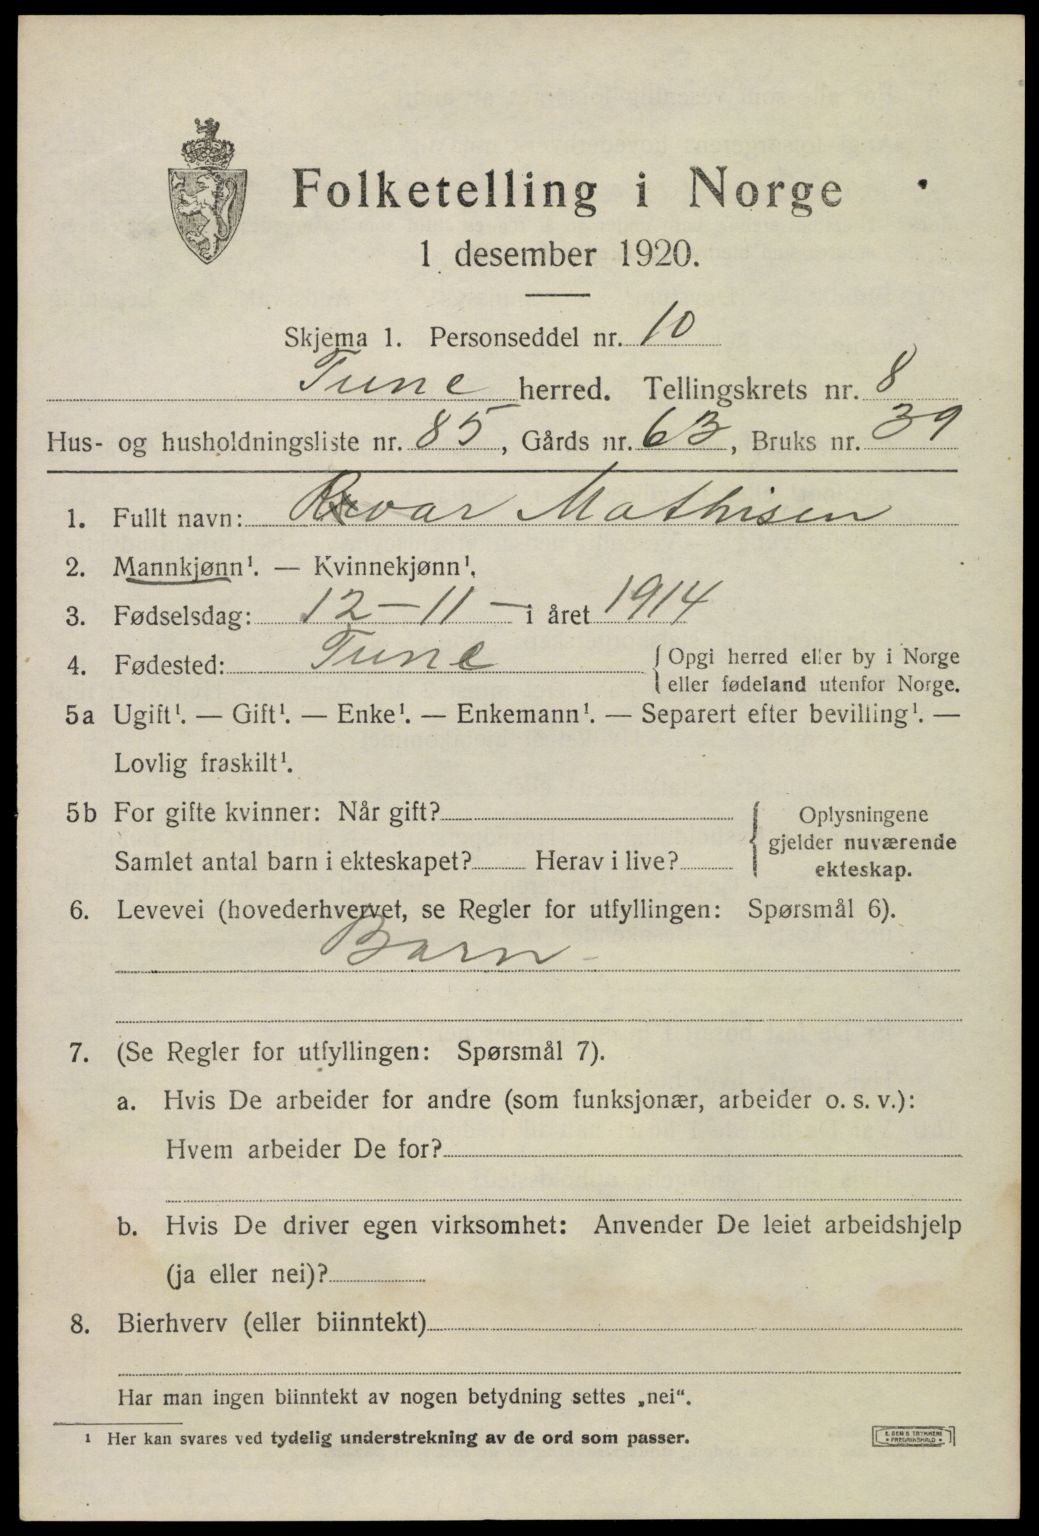 Folketelling i Norge
1 desember 1920.
Skjema 1. Personseddel nr. 10
Tune herred. Tellingskrets nr. 8
Hus- og husholdningsliste nr. 85, Gårds nr. 63, Bruks nr. 39
1. Fullt navn: Mathisen
2. Mannkjønn¹. — Kvinnekjønn¹.
3. Fødselsdag: 12 – 11 – i året 1914
4. Fødested: Tune { Opgi herred eller by i Norge
eller fødeland utenfor Norge.
5a Ugift¹. — Gift¹. — Enke¹. — Enkemann¹. — Separert efter bevilling¹. —
Lovlig fraskilt¹.
5b For gifte kvinner: Når gift?
Samlet antal barn i ekteskapet? Herav i live?
Oplysningene
gjelder nuværende
ekteskap.
6. Levevei (hovederhvervet, se Regler for utfyllingen: Spørsmål 6).
Barn
7. (Se Regler for utfyllingen: Spørsmål 7).
a. Hvis De arbeider for andre (som funksjonær, arbeider o. s. v.):
Hvem arbeider De for?
b. Hvis De driver egen virksomhet: Anvender De leiet arbeidshjelp
(ja eller nei)?
8. Bierhverv (eller biinntekt)
Har man ingen biinntekt av nogen betydning settes „nei“.
¹ Her kan svares ved tydelig understrekning av de ord som passer.